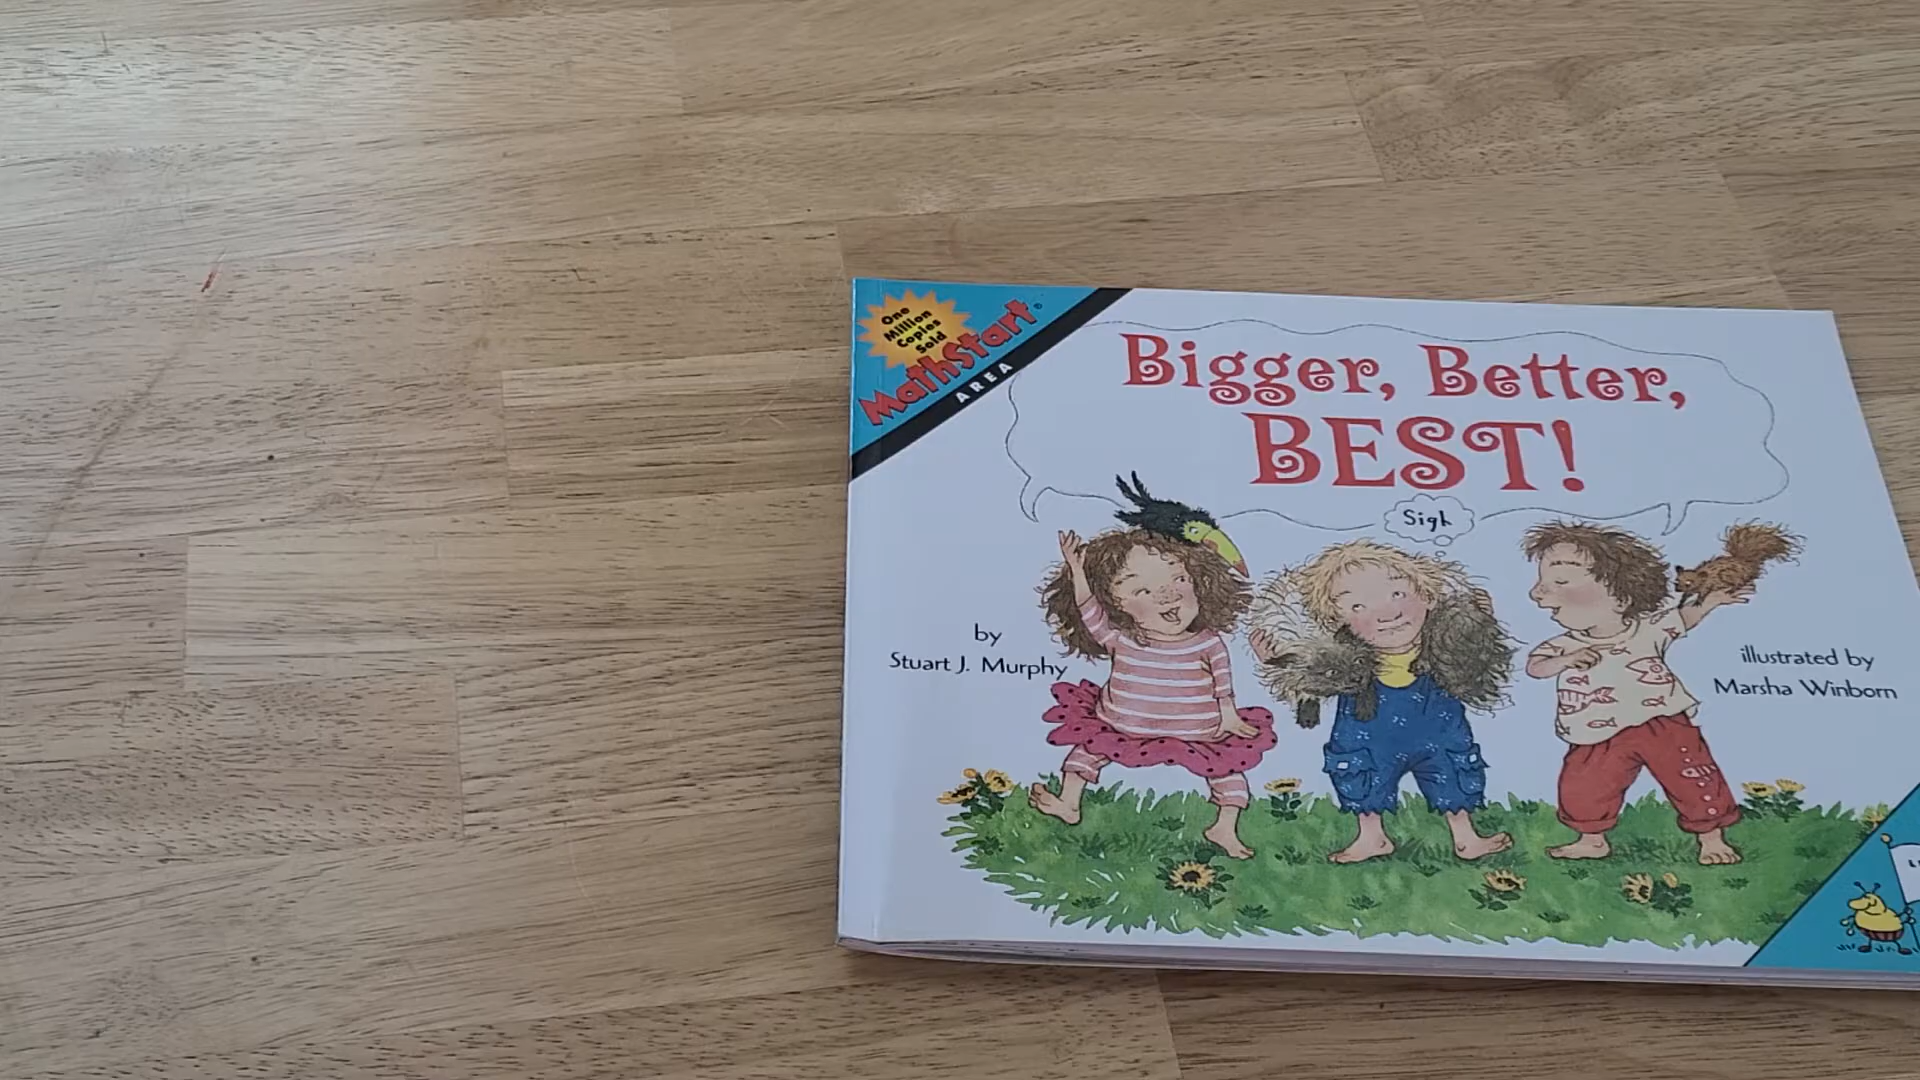 One
Million
Copies
Sold
MathStart®
AREA
Bigger, Better,
BEST!
Sigh
by
Stuart J. Murphy
illustrated by
Marsha Winborn